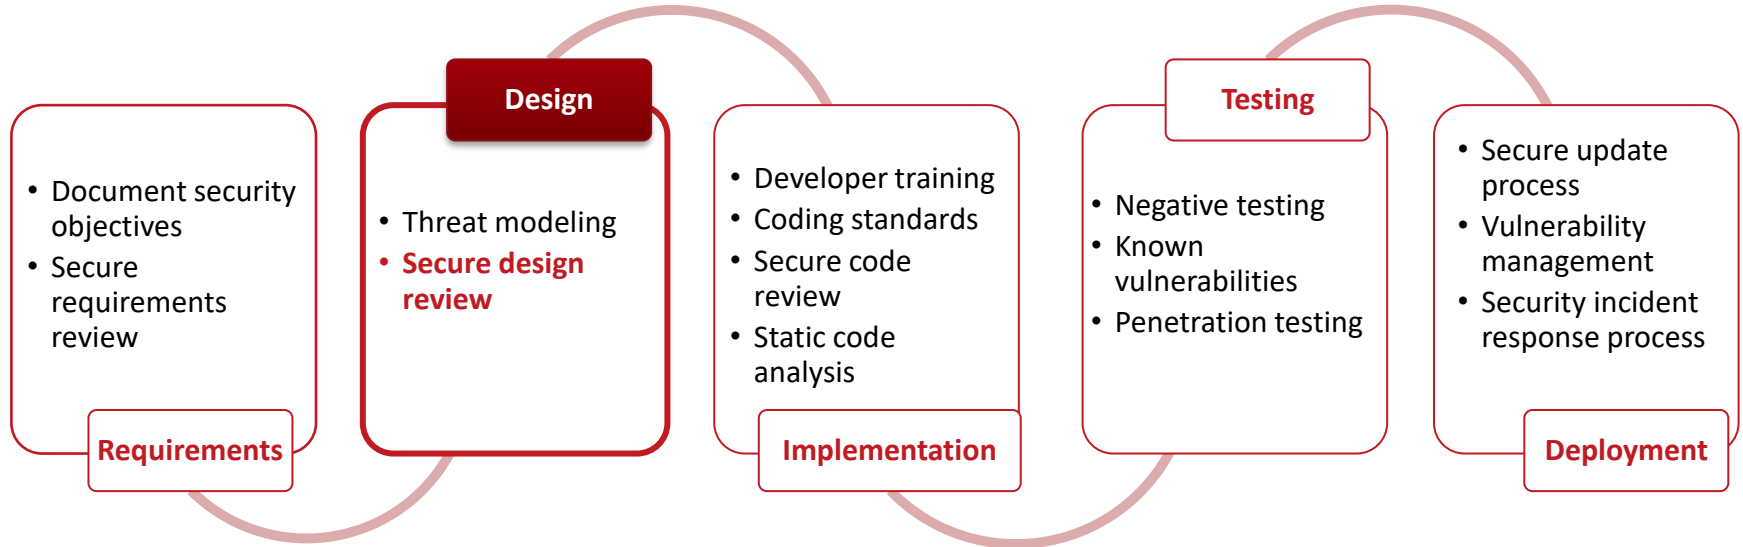 • Document security
objectives
• Secure
requirements
review
Requirements
Design
• Threat modeling
• Secure design
review
• Developer training
• Coding standards
• Secure code
review
• Static code
analysis
Implementation
Testing
• Negative testing
• Known
vulnerabilities
• Penetration testing
• Secure update
process
• Vulnerability
management
• Security incident
response process
Deployment